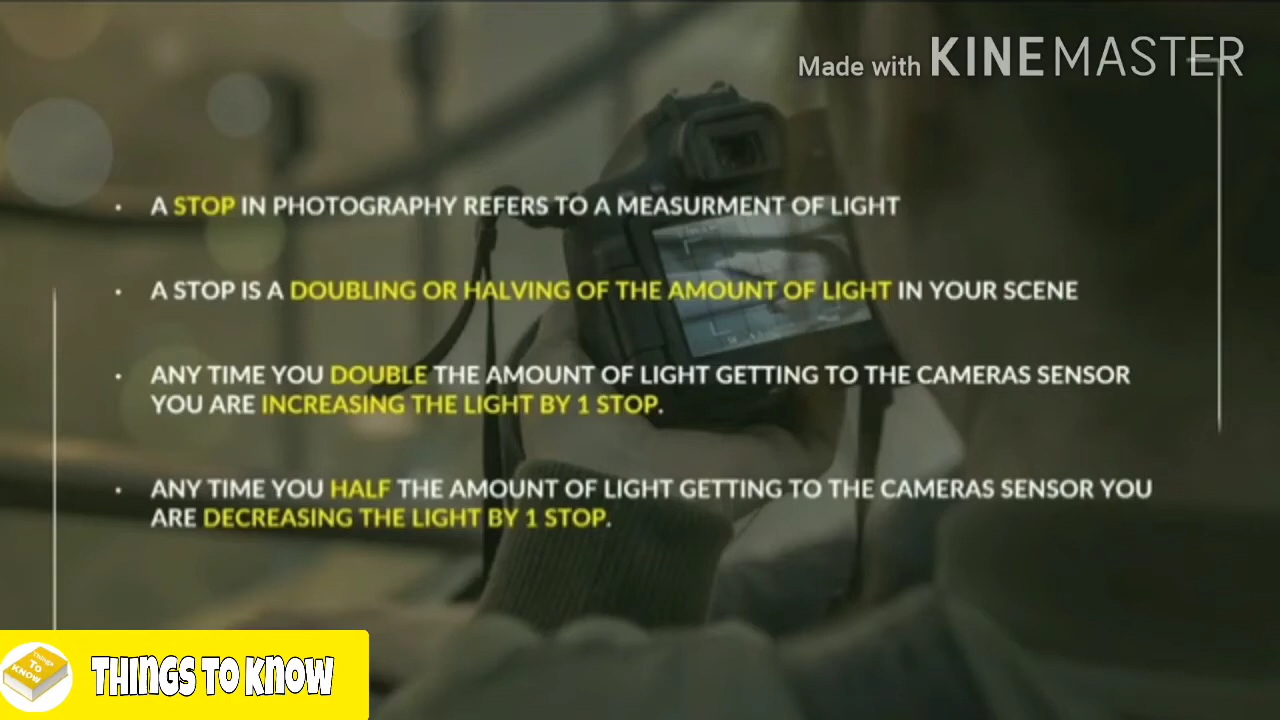 Made with KINEMASTER
· A STOP IN PHOTOGRAPHY REFERS TO A MEASURMENT OF LIGHT
· A STOP IS A DOUBLING OR HALVING OF THE AMOUNT OF LIGHT IN YOUR SCENE
· ANY TIME YOU DOUBLE THE AMOUNT OF LIGHT GETTING TO THE CAMERAS SENSOR
YOU ARE INCREASING THE LIGHT BY 1 STOP.
· ANY TIME YOU HALF THE AMOUNT OF LIGHT GETTING TO THE CAMERAS SENSOR YOU
ARE DECREASING THE LIGHT BY 1 STOP.
Things
To
KNOW
THINGS TO KNOW